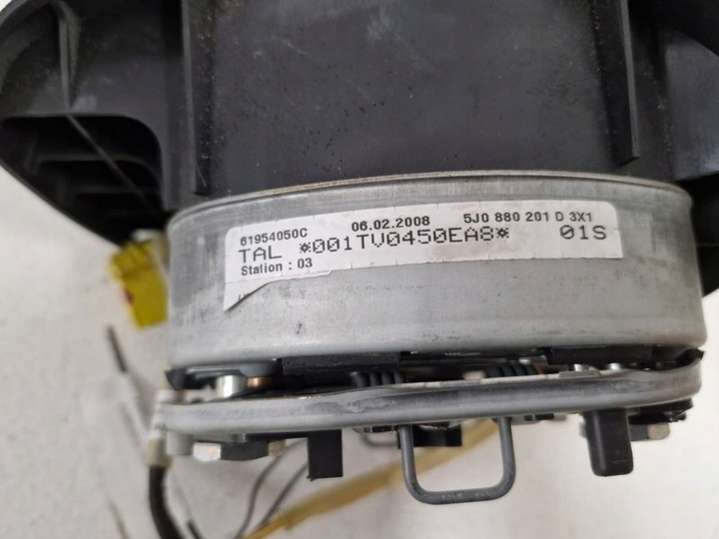 61954050C 06.02.2008 5J0 880 201 D 3X1
TAL *001TV0450EA8* 01S
Station : 03